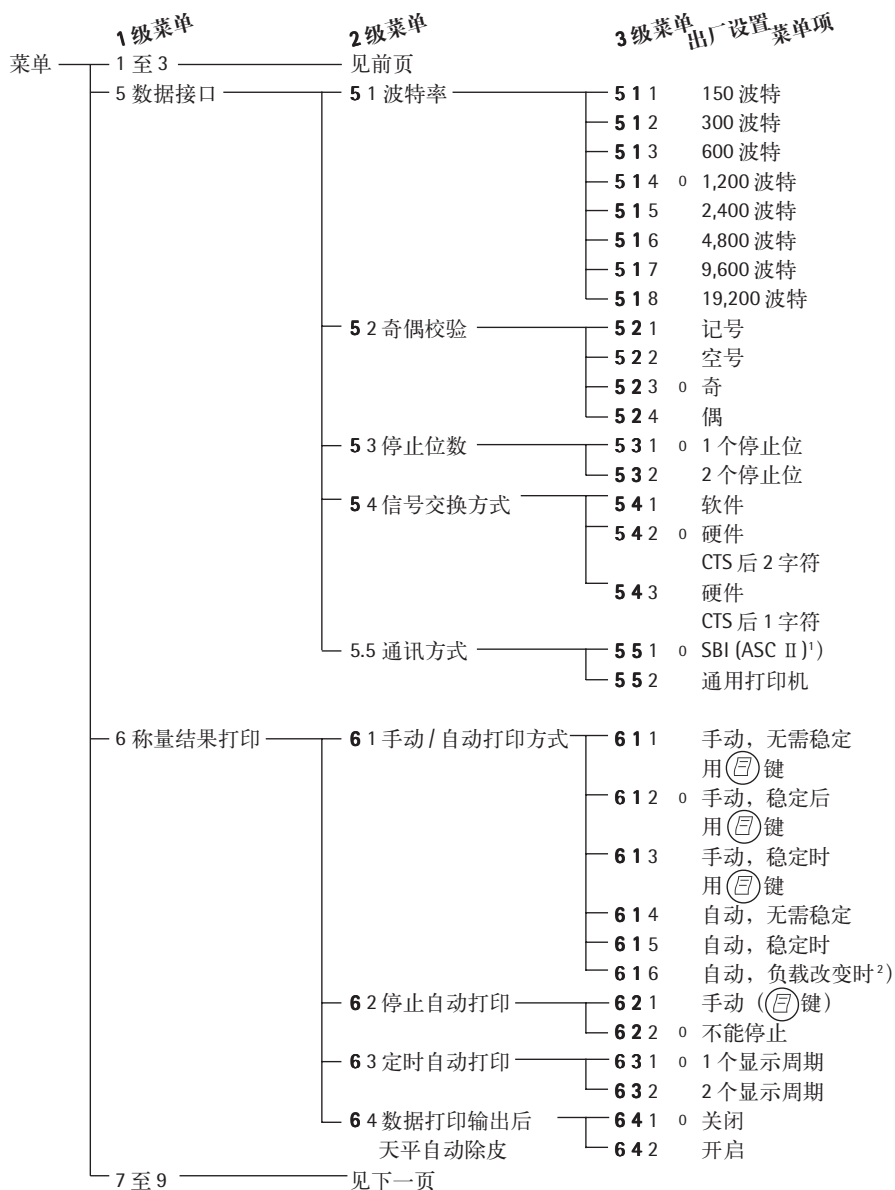 1级菜单 2级菜单 3级菜单 出厂设置 菜单项
菜单 1 至 3 见前页
5 数据接口 5 1 波特率 5 1 1 150 波特
5 1 2 300 波特
5 1 3 600 波特
5 1 4 o 1,200 波特
5 1 5 2,400 波特
5 1 6 4,800 波特
5 1 7 9,600 波特
5 1 8 19,200 波特
5 2 奇偶校验 5 2 1 记号
5 2 2 空号
5 2 3 o 奇
5 2 4 偶
5 3 停止位数 5 3 1 o 1 个停止位
5 3 2 2 个停止位
5 4 信号交换方式 5 4 1 软件
5 4 2 o 硬件
CTS 后 2 字符
5 4 3 硬件
CTS 后 1 字符
5.5 通讯方式 5 5 1 o SBI (ASC Ⅱ)¹)
5 5 2 通用打印机
6 称量结果打印 6 1 手动 / 自动打印方式 6 1 1 手动，无需稳定
用键
6 1 2 o 手动，稳定后
用键
6 1 3 手动，稳定时
用键
6 1 4 自动，无需稳定
6 1 5 自动，稳定时
6 1 6 自动，负载改变时²)
6 2 停止自动打印 6 2 1 手动（键）
6 2 2 o 不能停止
6 3 定时自动打印 6 3 1 o 1 个显示周期
6 3 2 2 个显示周期
6 4 数据打印输出后 6 4 1 o 关闭
天平自动除皮 6 4 2 开启
7 至 9 见下一页